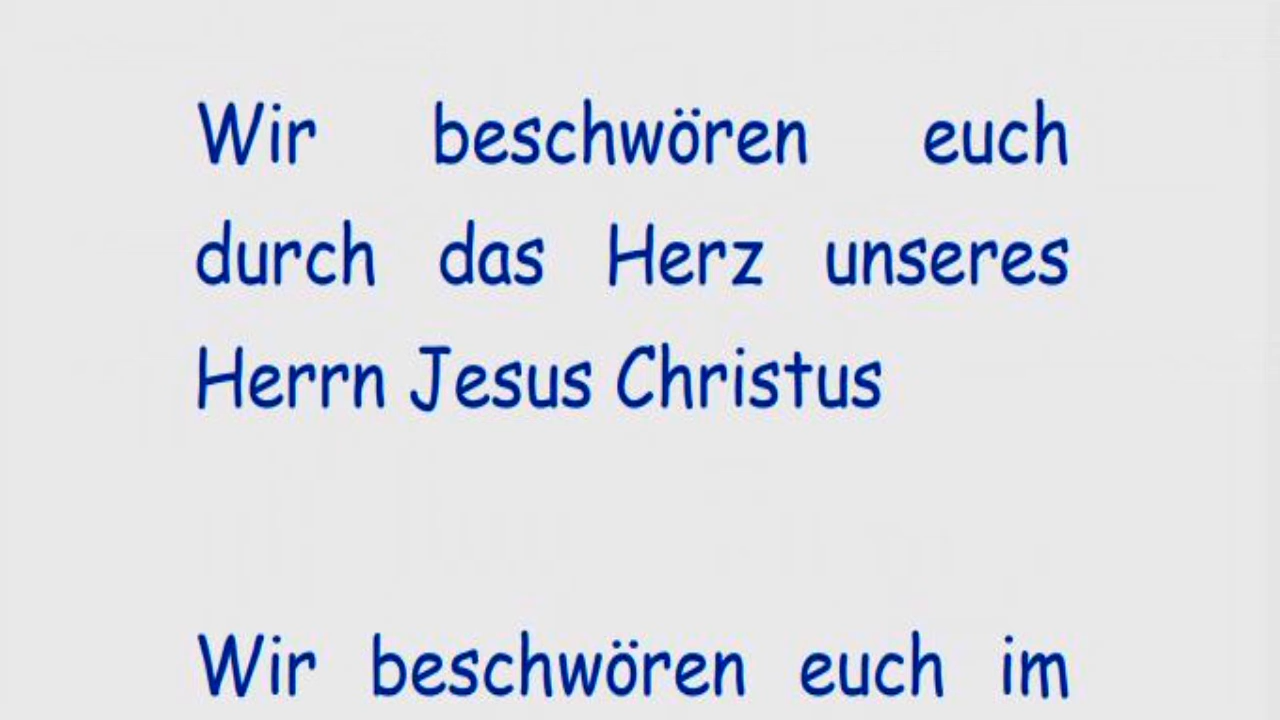 Wir beschwören euch
durch das Herz unseres
Herrn Jesus Christus
Wir beschwören euch im